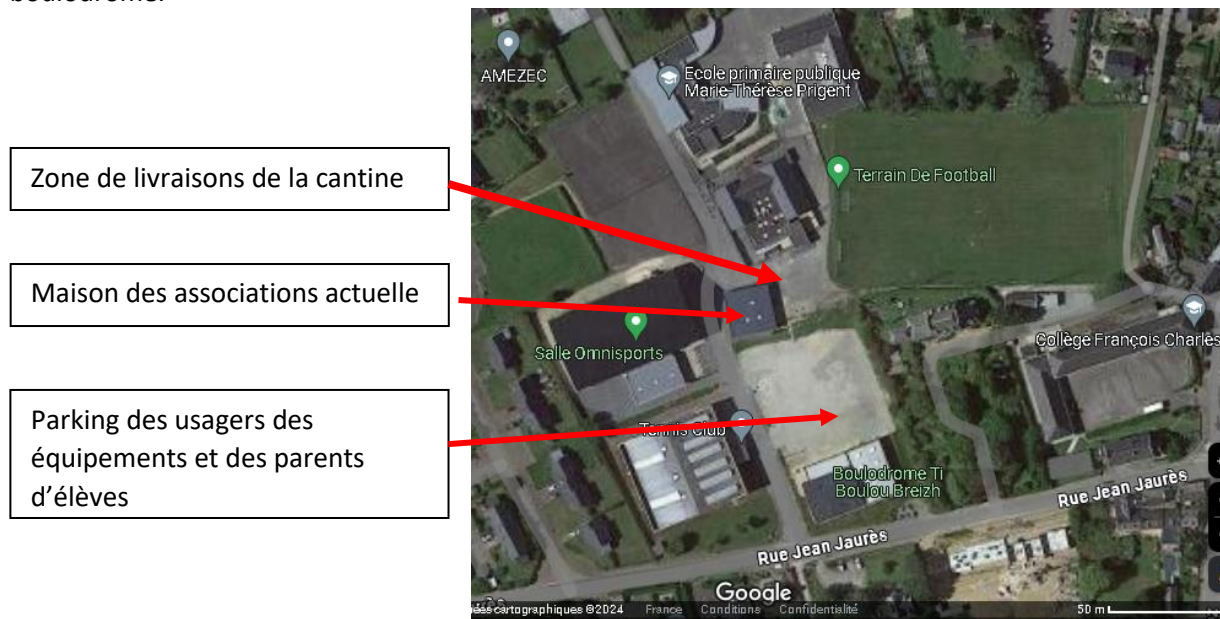 boulodrome.
AMEZEC
Ecole primaire publique
Marie-Thérèse Prigent
Zone de livraisons de la cantine
Terrain De Football
Maison des associations actuelle
Collège François Charles
Salle Omnisports
Parking des usagers des
équipements et des parents
d’élèves
Tennis Club
Boulodrome Ti
Boulou Breizh
Rue Jean Jaurès
Rue Jean Jaurès
Google
cartographiques ©2024 France Conditions Confidentialité 50 m